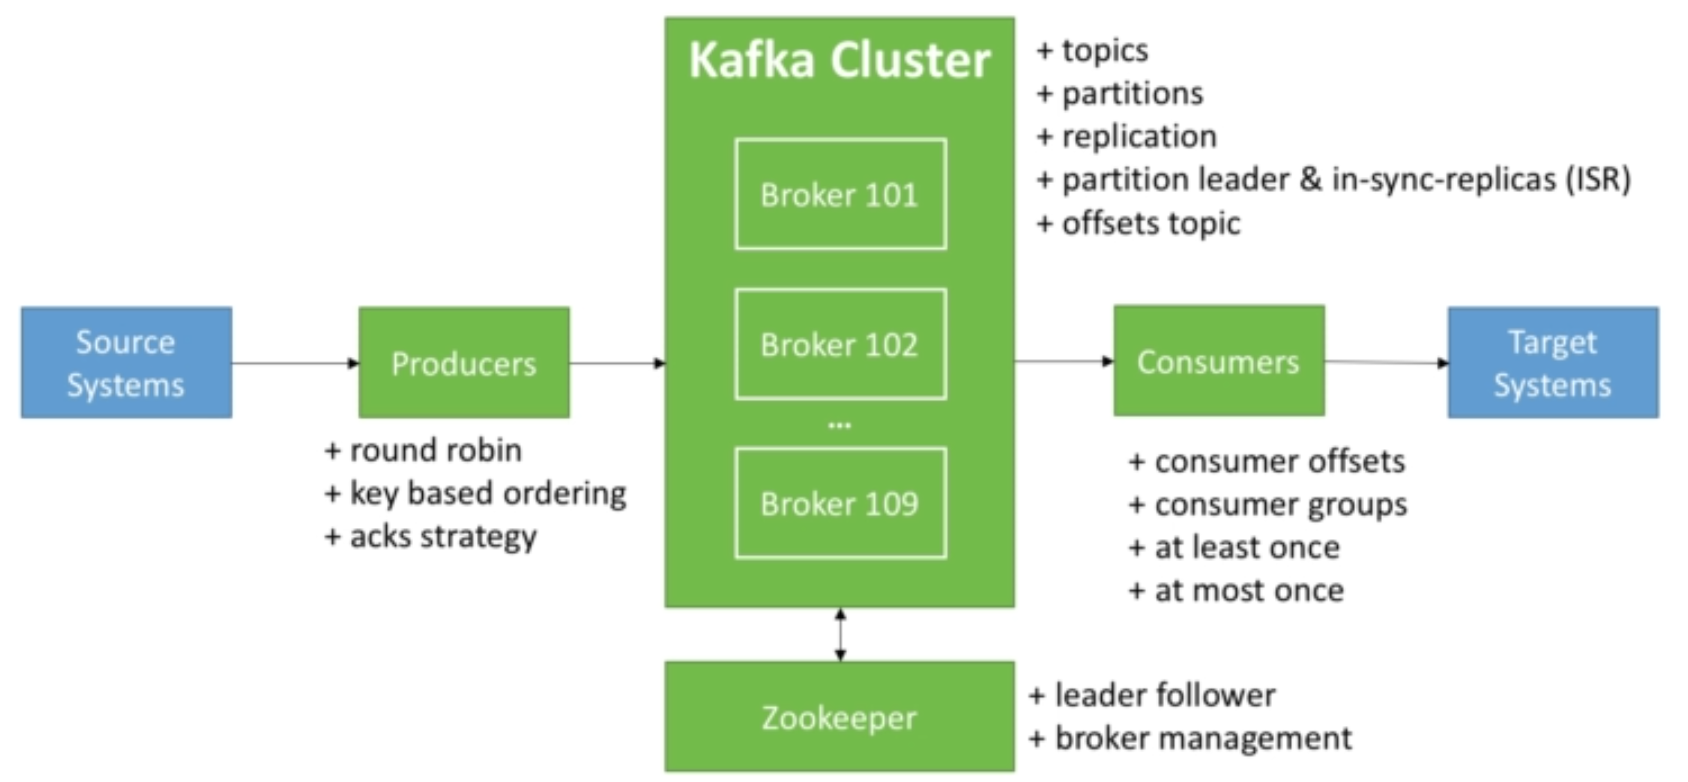 Kafka Cluster
Broker 101
Broker 102
...
Broker 109
+ topics
+ partitions
+ replication
+ partition leader & in-sync-replicas (ISR)
+ offsets topic
Source
Systems
Producers
+ round robin
+ key based ordering
+ acks strategy
Consumers
+ consumer offsets
+ consumer groups
+ at least once
+ at most once
Target
Systems
Zookeeper
+ leader follower
+ broker management